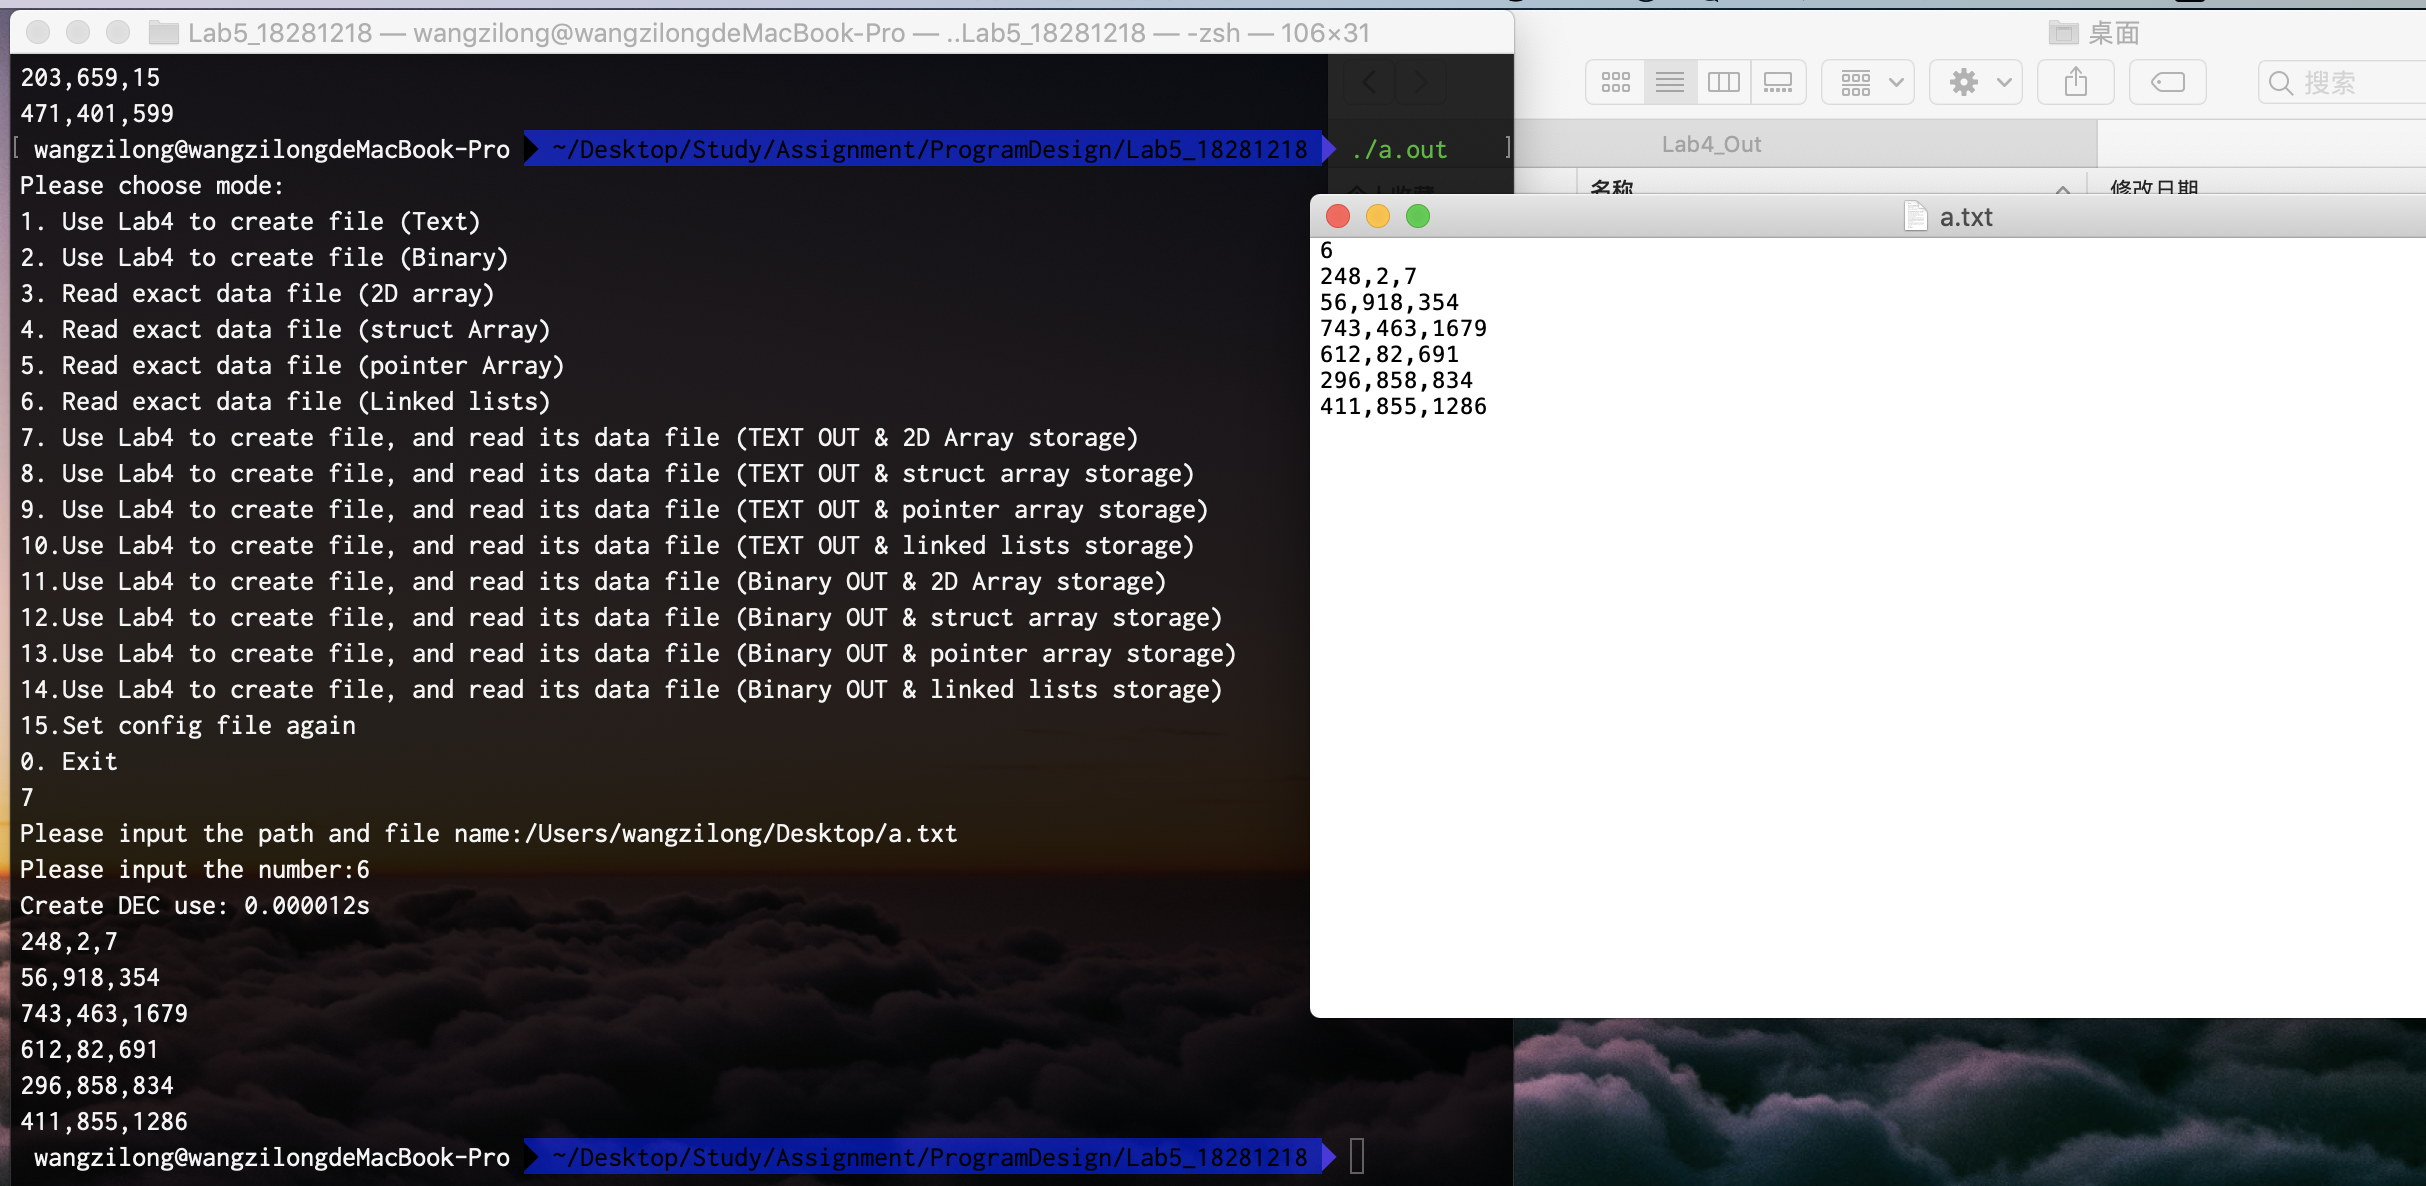 Lab5_18281218 — wangzilong@wangzilongdeMacBook-Pro — ..Lab5_18281218 — -zsh — 106×31
203,659,15
471,401,599
[ wangzilong@wangzilongdeMacBook-Pro ~/Desktop/Study/Assignment/ProgramDesign/Lab5_18281218 ./a.out ]
Please choose mode:
1. Use Lab4 to create file (Text)
2. Use Lab4 to create file (Binary)
3. Read exact data file (2D array)
4. Read exact data file (struct Array)
5. Read exact data file (pointer Array)
6. Read exact data file (Linked lists)
7. Use Lab4 to create file, and read its data file (TEXT OUT & 2D Array storage)
8. Use Lab4 to create file, and read its data file (TEXT OUT & struct array storage)
9. Use Lab4 to create file, and read its data file (TEXT OUT & pointer array storage)
10.Use Lab4 to create file, and read its data file (TEXT OUT & linked lists storage)
11.Use Lab4 to create file, and read its data file (Binary OUT & 2D Array storage)
12.Use Lab4 to create file, and read its data file (Binary OUT & struct array storage)
13.Use Lab4 to create file, and read its data file (Binary OUT & pointer array storage)
14.Use Lab4 to create file, and read its data file (Binary OUT & linked lists storage)
15.Set config file again
0. Exit
7
Please input the path and file name:/Users/wangzilong/Desktop/a.txt
Please input the number:6
Create DEC use: 0.000012s
248,2,7
56,918,354
743,463,1679
612,82,691
296,858,834
411,855,1286
wangzilong@wangzilongdeMacBook-Pro ~/Desktop/Study/Assignment/ProgramDesign/Lab5_18281218
桌面
搜索
Lab4_Out
名称
修改日期
a.txt
6
248,2,7
56,918,354
743,463,1679
612,82,691
296,858,834
411,855,1286